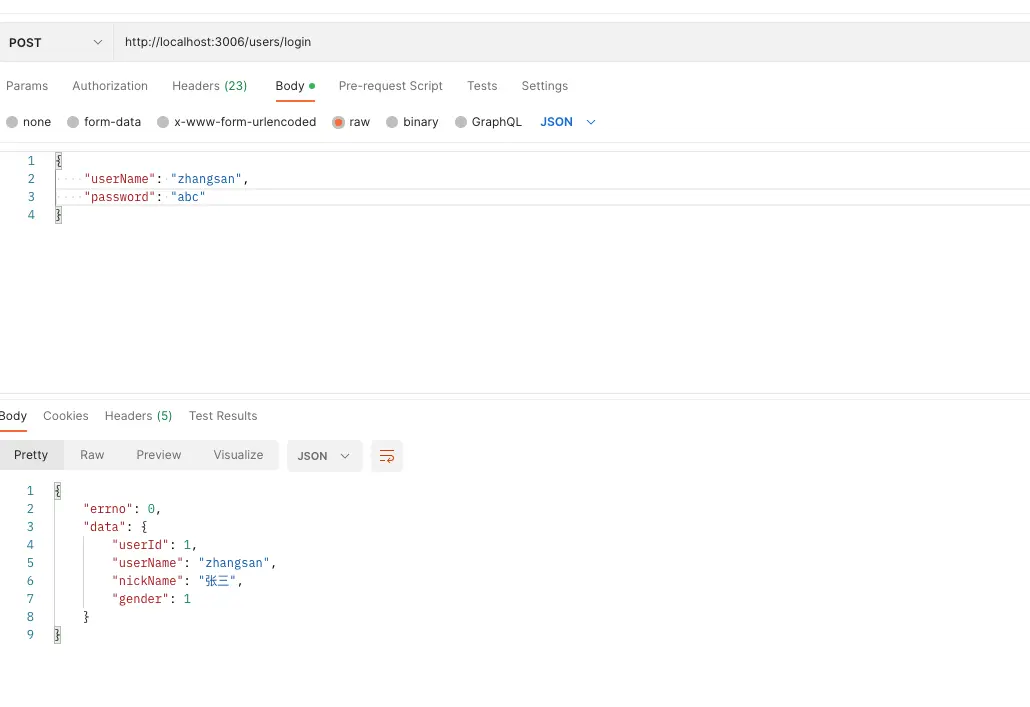 POST http://localhost:3006/users/login
Params Authorization Headers (23) Body Pre-request Script Tests Settings
none form-data x-www-form-urlencoded raw binary GraphQL JSON
1 {
2 "userName": "zhangsan",
3 "password": "abc"
4 }
Body Cookies Headers (5) Test Results
Pretty Raw Preview Visualize JSON
1 {
2 "errno": 0,
3 "data": {
4 "userId": 1,
5 "userName": "zhangsan",
6 "nickName": "张三",
7 "gender": 1
8 }
9 }